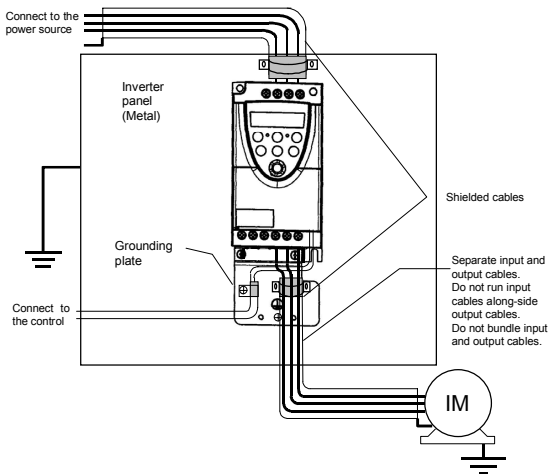 Connect to the
power source
Inverter
panel
(Metal)
Shielded cables
Grounding
plate
Separate input and
output cables.
Do not run input
cables along-side
output cables.
Do not bundle input
and output cables.
Connect to
the control
IM